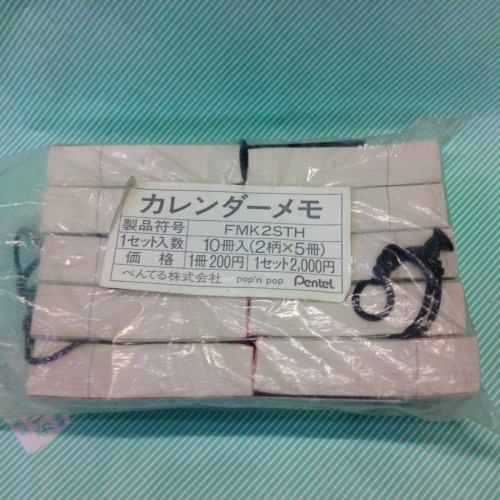 カレンダーメモ
製品符号 FMK2STH
1セット入数 10冊入(2柄×5冊)
価格 1冊200円 1セット2,000円
ぺんてる株式会社 pop'n pop Pentel